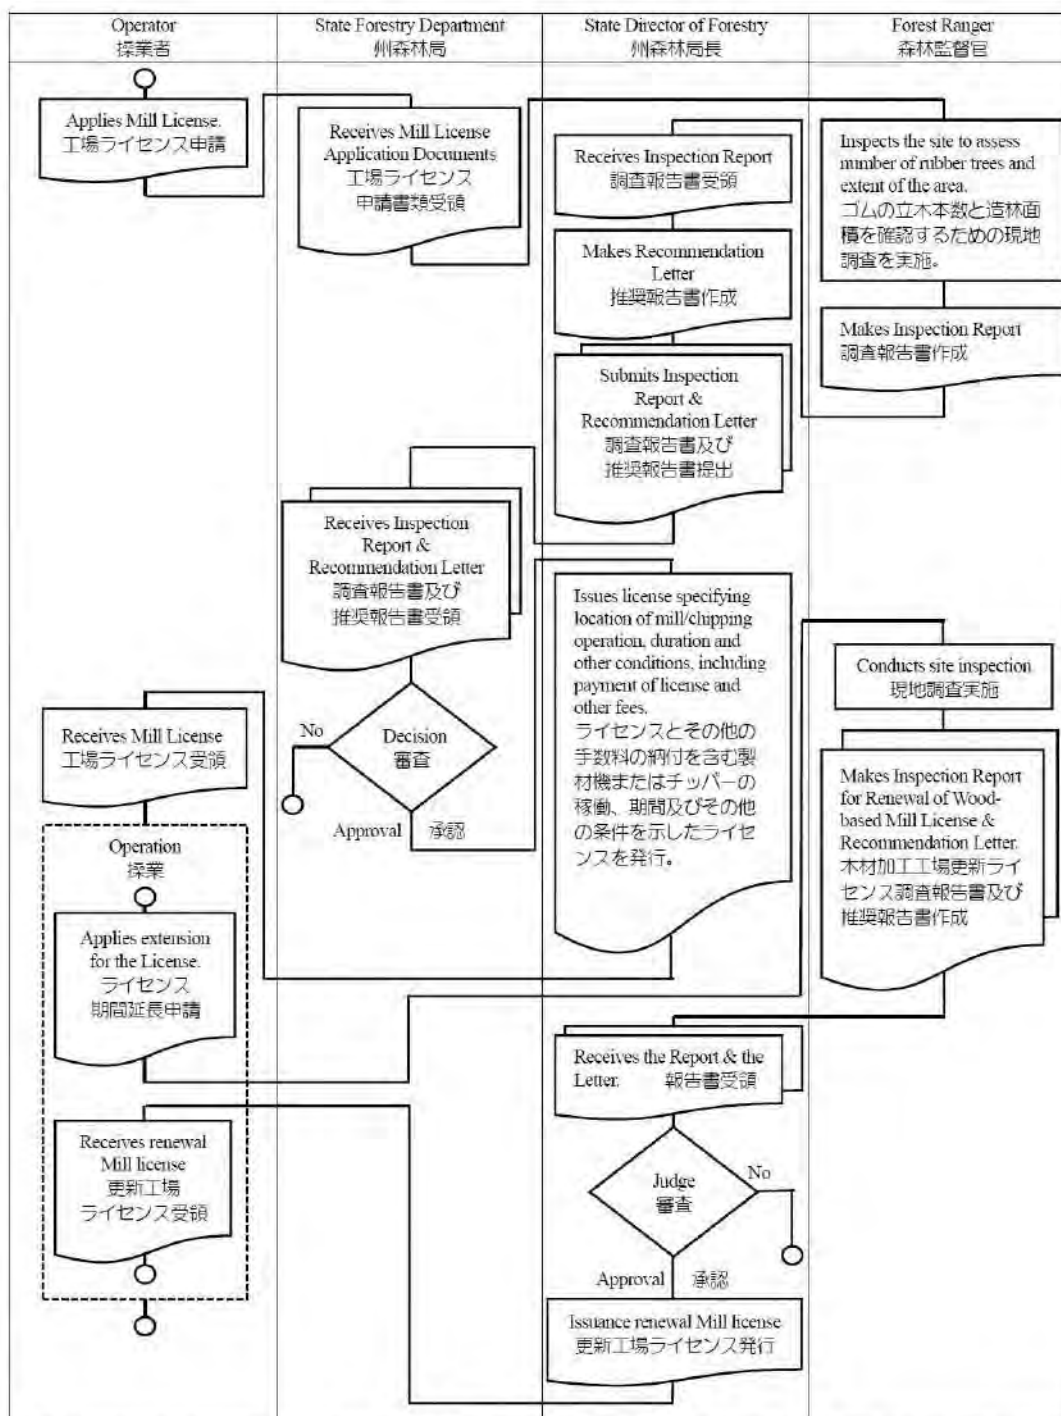 Operator
操業者
State Forestry Department
州森林局
State Director of Forestry
州森林局長
Forest Ranger
森林監督官
Applies Mill License.
工場ライセンス申請
Receives Mill License
Application Documents
工場ライセンス
申請書類受領
Inspects the site to assess
number of rubber trees and
extent of the area.
ゴムの立木本数と造林面
積を確認するための現地
調査を実施。
Makes Inspection Report
調査報告書作成
Receives Inspection Report
調査報告書受領
Makes Recommendation
Letter
推奨報告書作成
Submits Inspection
Report &
Recommendation Letter
調査報告書及び
推奨報告書提出
Receives Inspection
Report &
Recommendation Letter
調査報告書及び
推奨報告書受領
Decision
審査
No
Approval 承認
Issues license specifying
location of mill/chipping
operation, duration and
other conditions, including
payment of license and
other fees.
ライセンスとその他の
手数料の納付を含む製
材機またはチッパーの
稼働、期間及びその他
の条件を示したライセ
ンスを発行。
Receives Mill License
工場ライセンス受領
Operation
操業
Applies extension
for the License.
ライセンス
期間延長申請
Conducts site inspection
現地調査実施
Makes Inspection Report
for Renewal of Wood-
based Mill License &
Recommendation Letter.
木材加工工場更新ライ
センス調査報告書及び
推奨報告書作成
Receives the Report & the
Letter. 報告書受領
Judge
審査
No
Approval 承認
Issuance renewal Mill license
更新工場ライセンス発行
Receives renewal
Mill license
更新工場
ライセンス受領